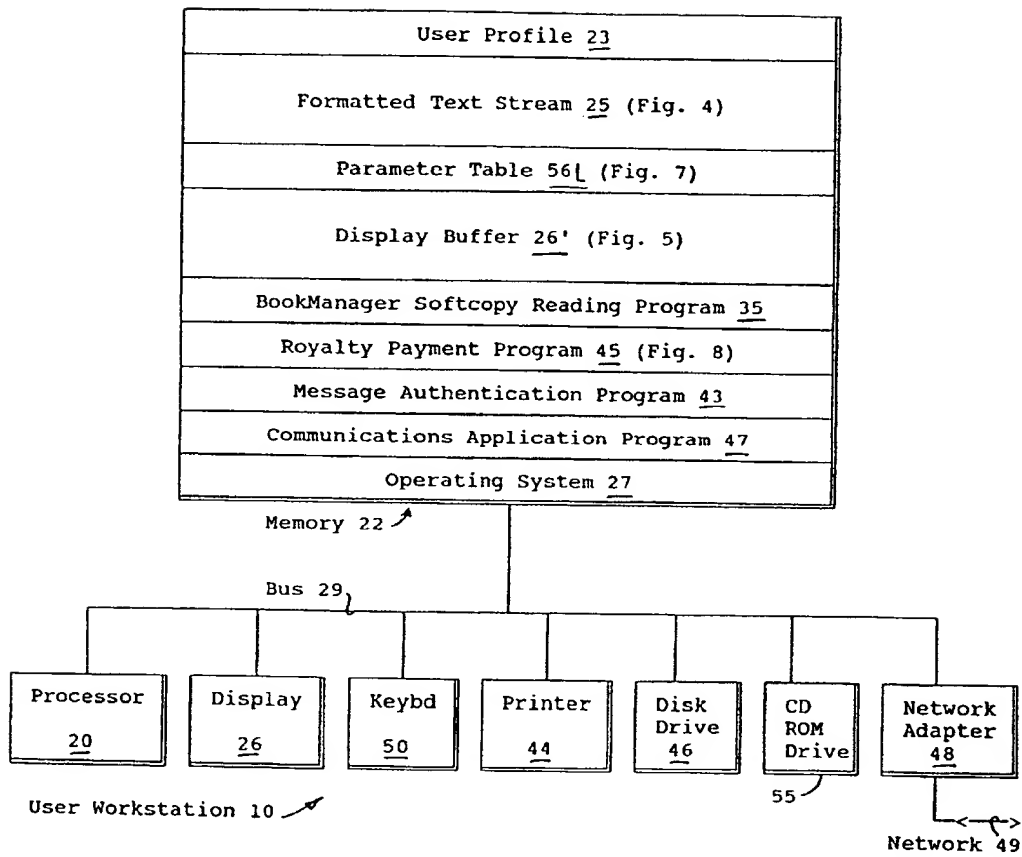 User Profile 23
Formatted Text Stream 25 (Fig. 4)
Parameter Table 56L (Fig. 7)
Display Buffer 26' (Fig. 5)
BookManager Softcopy Reading Program 35
Royalty Payment Program 45 (Fig. 8)
Message Authentication Program 43
Communications Application Program 47
Operating System 27
Memory 22
Bus 29
Processor
20
Display
26
Keybd
50
Printer
44
Disk
Drive
46
CD
ROM
Drive
55
Network
Adapter
48
User Workstation 10
Network 49